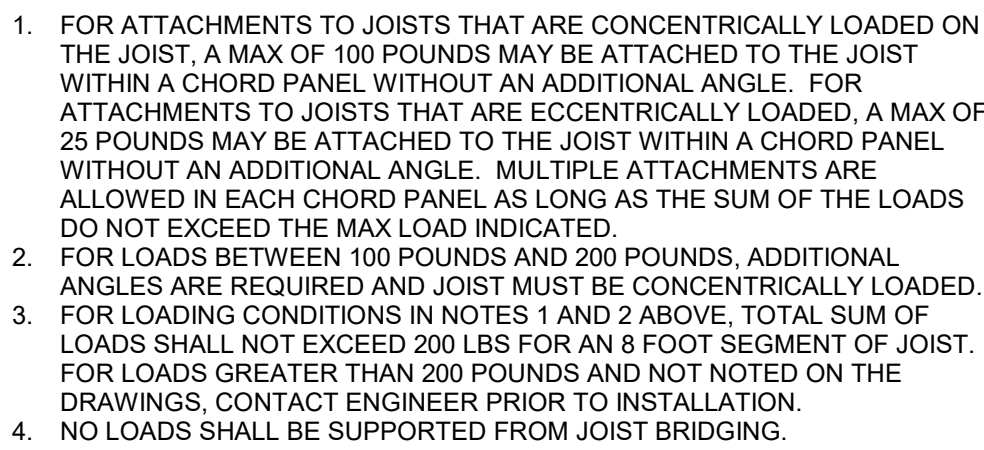 1. FOR ATTACHMENTS TO JOISTS THAT ARE CONCENTRICALLY LOADED ON
THE JOIST, A MAX OF 100 POUNDS MAY BE ATTACHED TO THE JOIST
WITHIN A CHORD PANEL WITHOUT AN ADDITIONAL ANGLE. FOR
ATTACHMENTS TO JOISTS THAT ARE ECCENTRICALLY LOADED, A MAX OF
25 POUNDS MAY BE ATTACHED TO THE JOIST WITHIN A CHORD PANEL
WITHOUT AN ADDITIONAL ANGLE. MULTIPLE ATTACHMENTS ARE
ALLOWED IN EACH CHORD PANEL AS LONG AS THE SUM OF THE LOADS
DO NOT EXCEED THE MAX LOAD INDICATED.
2. FOR LOADS BETWEEN 100 POUNDS AND 200 POUNDS, ADDITIONAL
ANGLES ARE REQUIRED AND JOIST MUST BE CONCENTRICALLY LOADED.
3. FOR LOADING CONDITIONS IN NOTES 1 AND 2 ABOVE, TOTAL SUM OF
LOADS SHALL NOT EXCEED 200 LBS FOR AN 8 FOOT SEGMENT OF JOIST.
FOR LOADS GREATER THAN 200 POUNDS AND NOT NOTED ON THE
DRAWINGS, CONTACT ENGINEER PRIOR TO INSTALLATION.
4. NO LOADS SHALL BE SUPPORTED FROM JOIST BRIDGING.